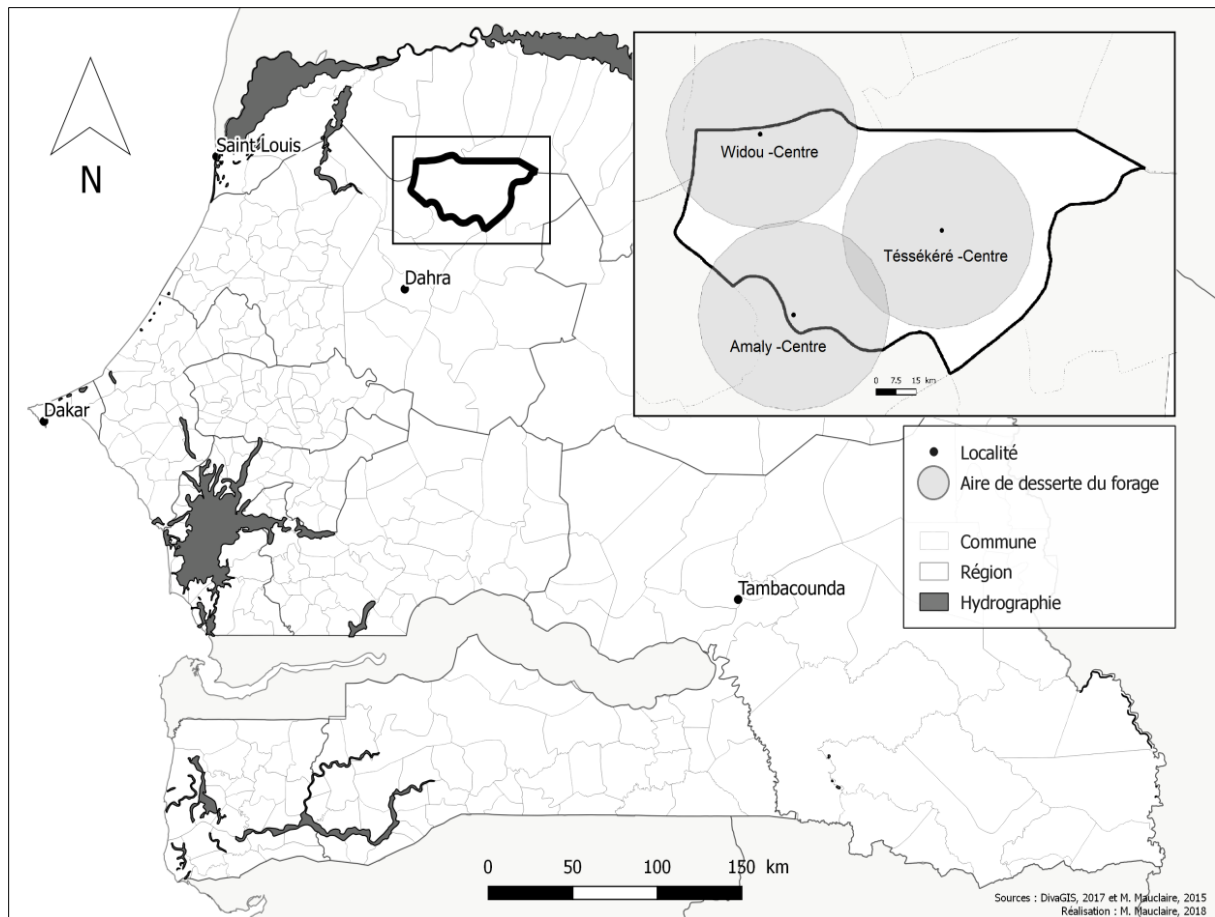 N
Saint Louis
Dahra
Dakar
Tambacounda
Widou -Centre
Téssékéré -Centre
Amaly -Centre
0 7.5 15 km
Localité
Aire de desserte du forage
Commune
Région
Hydrographie
0 50 100 150 km
Sources : DivaGIS, 2017 et M. Mauclaire, 2015
Réalisation : M. Mauclaire, 2018